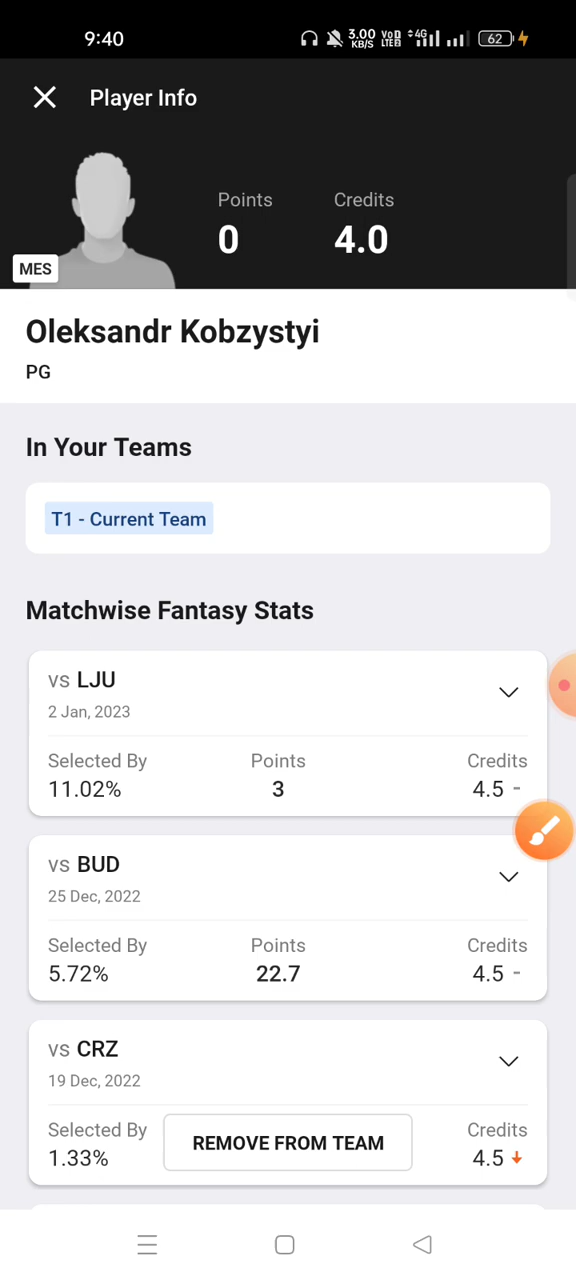 9:40
3.00 KB/S VoD LTE 4G 62
Player Info
Points Credits
0 4.0
MES
Oleksandr Kobzystyi
PG
In Your Teams
T1 - Current Team
Matchwise Fantasy Stats
vs LJU
2 Jan, 2023
Selected By Points Credits
11.02% 3 4.5 -
vs BUD
25 Dec, 2022
Selected By Points Credits
5.72% 22.7 4.5 -
vs CRZ
19 Dec, 2022
Selected By Credits
REMOVE FROM TEAM
1.33% 4.5